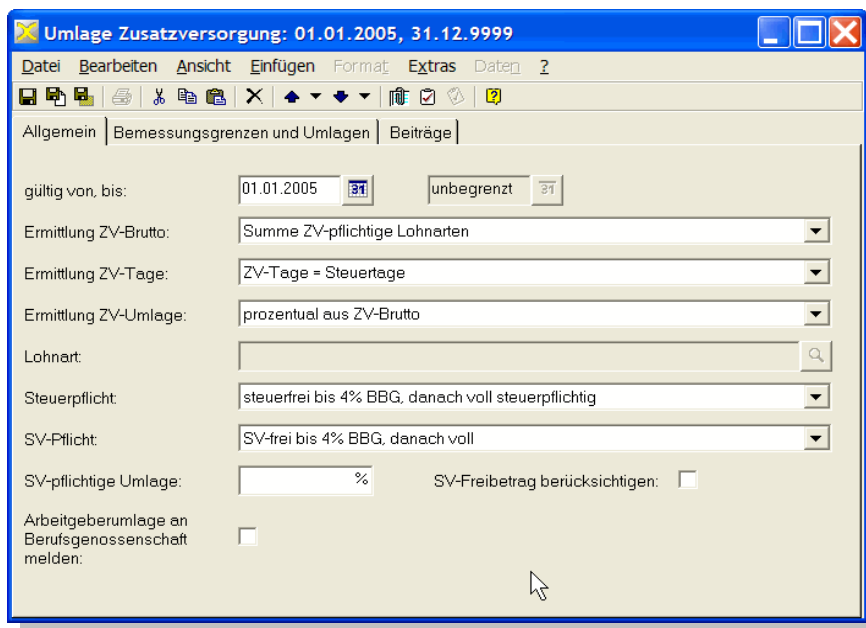 Umlage Zusatzversorgung: 01.01.2005, 31.12.9999
Datei Bearbeiten Ansicht Einfügen Format Extras Daten ?
Allgemein Bemessungsgrenzen und Umlagen Beiträge
gültig von, bis: 01.01.2005 31 unbegrenzt 31
Ermittlung ZV-Brutto: Summe ZV-pflichtige Lohnarten
Ermittlung ZV-Tage: ZV-Tage = Steuertage
Ermittlung ZV-Umlage: prozentual aus ZV-Brutto
Lohnart:
Steuerpflicht: steuerfrei bis 4% BBG, danach voll steuerpflichtig
SV-Pflicht: SV-frei bis 4% BBG, danach voll
SV-pflichtige Umlage: % SV-Freibetrag berücksichtigen:
Arbeitgeberumlage an
Berufsgenossenschaft
melden: